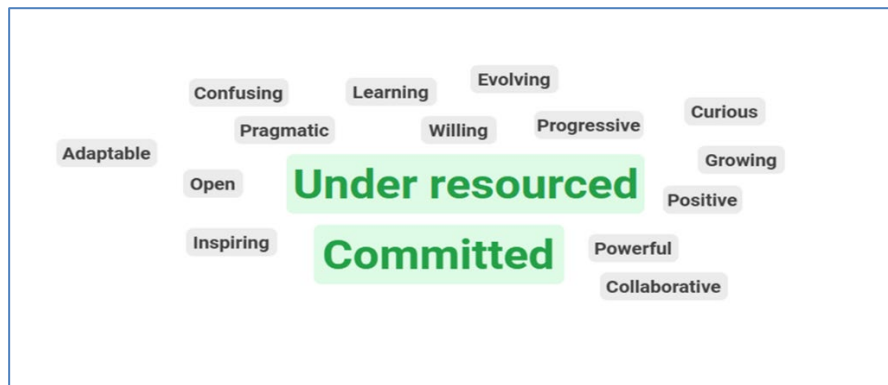 Evolving
Confusing
Learning
Curious
Pragmatic
Willing
Progressive
Adaptable
Growing
Open
Under resourced
Positive
Inspiring
Committed
Powerful
Collaborative